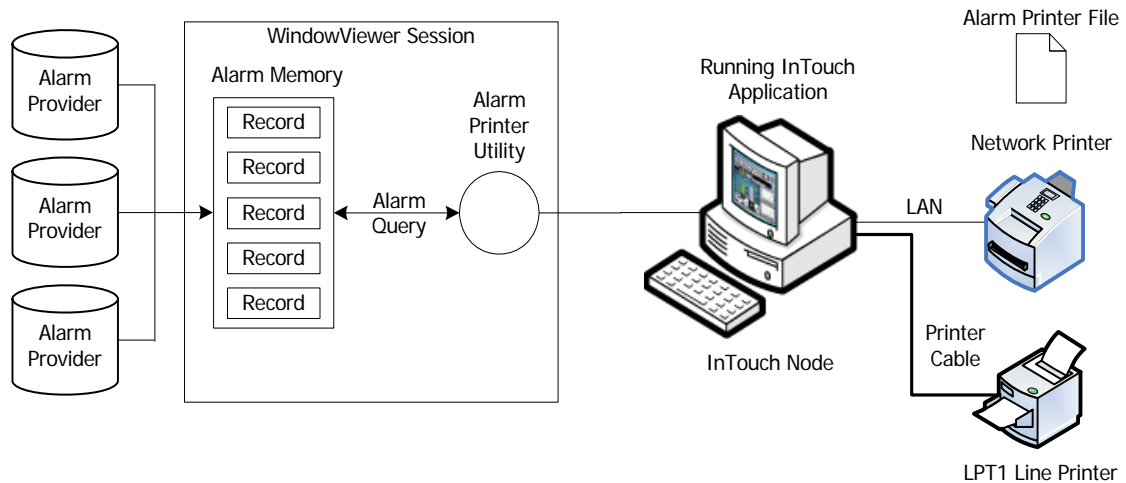 Alarm Provider
Alarm Provider
Alarm Provider
WindowViewer Session
Alarm Memory
Record
Record
Record
Record
Record
Alarm
Query
Alarm
Printer
Utility
Running InTouch
Application
InTouch Node
LAN
Printer
Cable
Alarm Printer File
Network Printer
LPT1 Line Printer